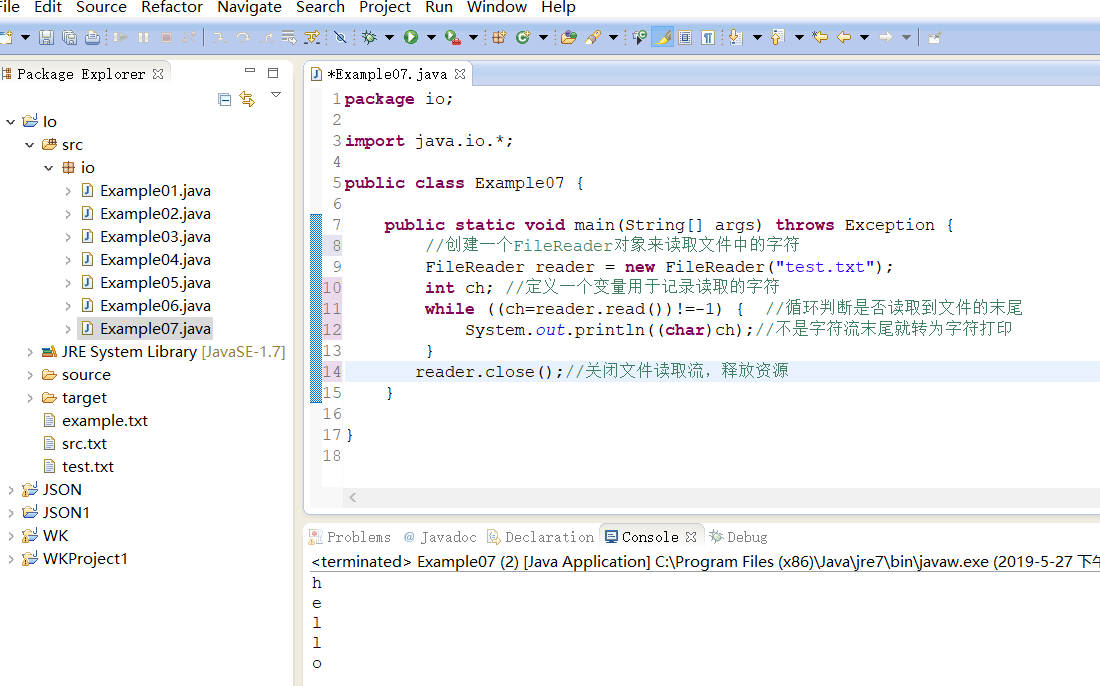 File Edit Source Refactor Navigate Search Project Run Window Help
Package Explorer
Io
src
io
Example01.java
Example02.java
Example03.java
Example04.java
Example05.java
Example06.java
Example07.java
JRE System Library [JavaSE-1.7]
source
target
example.txt
src.txt
test.txt
JSON
JSON1
WK
WKProject1
*Example07.java
1 package io;
2
3 import java.io.*;
4
5 public class Example07 {
6
7     public static void main(String[] args) throws Exception {
8         //创建一个FileReader对象来读取文件中的字符
9         FileReader reader = new FileReader("test.txt");
10         int ch; //定义一个变量用于记录读取的字符
11         while ((ch=reader.read())!=-1) {  //循环判断是否读取到文件的末尾
12             System.out.println((char)ch);//不是字符流末尾就转为字符打印
13         }
14        reader.close();//关闭文件读取流，释放资源
15     }
16
17 }
18
Problems @ Javadoc Declaration Console Debug
<terminated> Example07 (2) [Java Application] C:\Program Files (x86)\Java\jre7\bin\javaw.exe (2019-5-27 下午
h
e
l
l
o